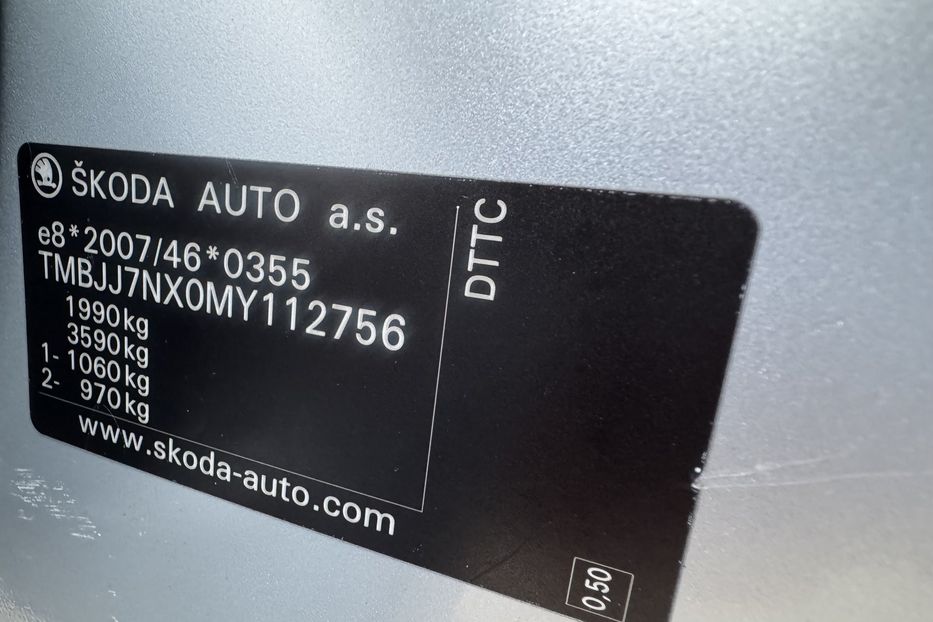 ŠKODA AUTO a.s.
e8*2007/46*0355
TMBJJ7NX0MY112756
1990kg
3590kg
1- 1060kg
2- 970kg
www.skoda-auto.com
DTTC
0,50